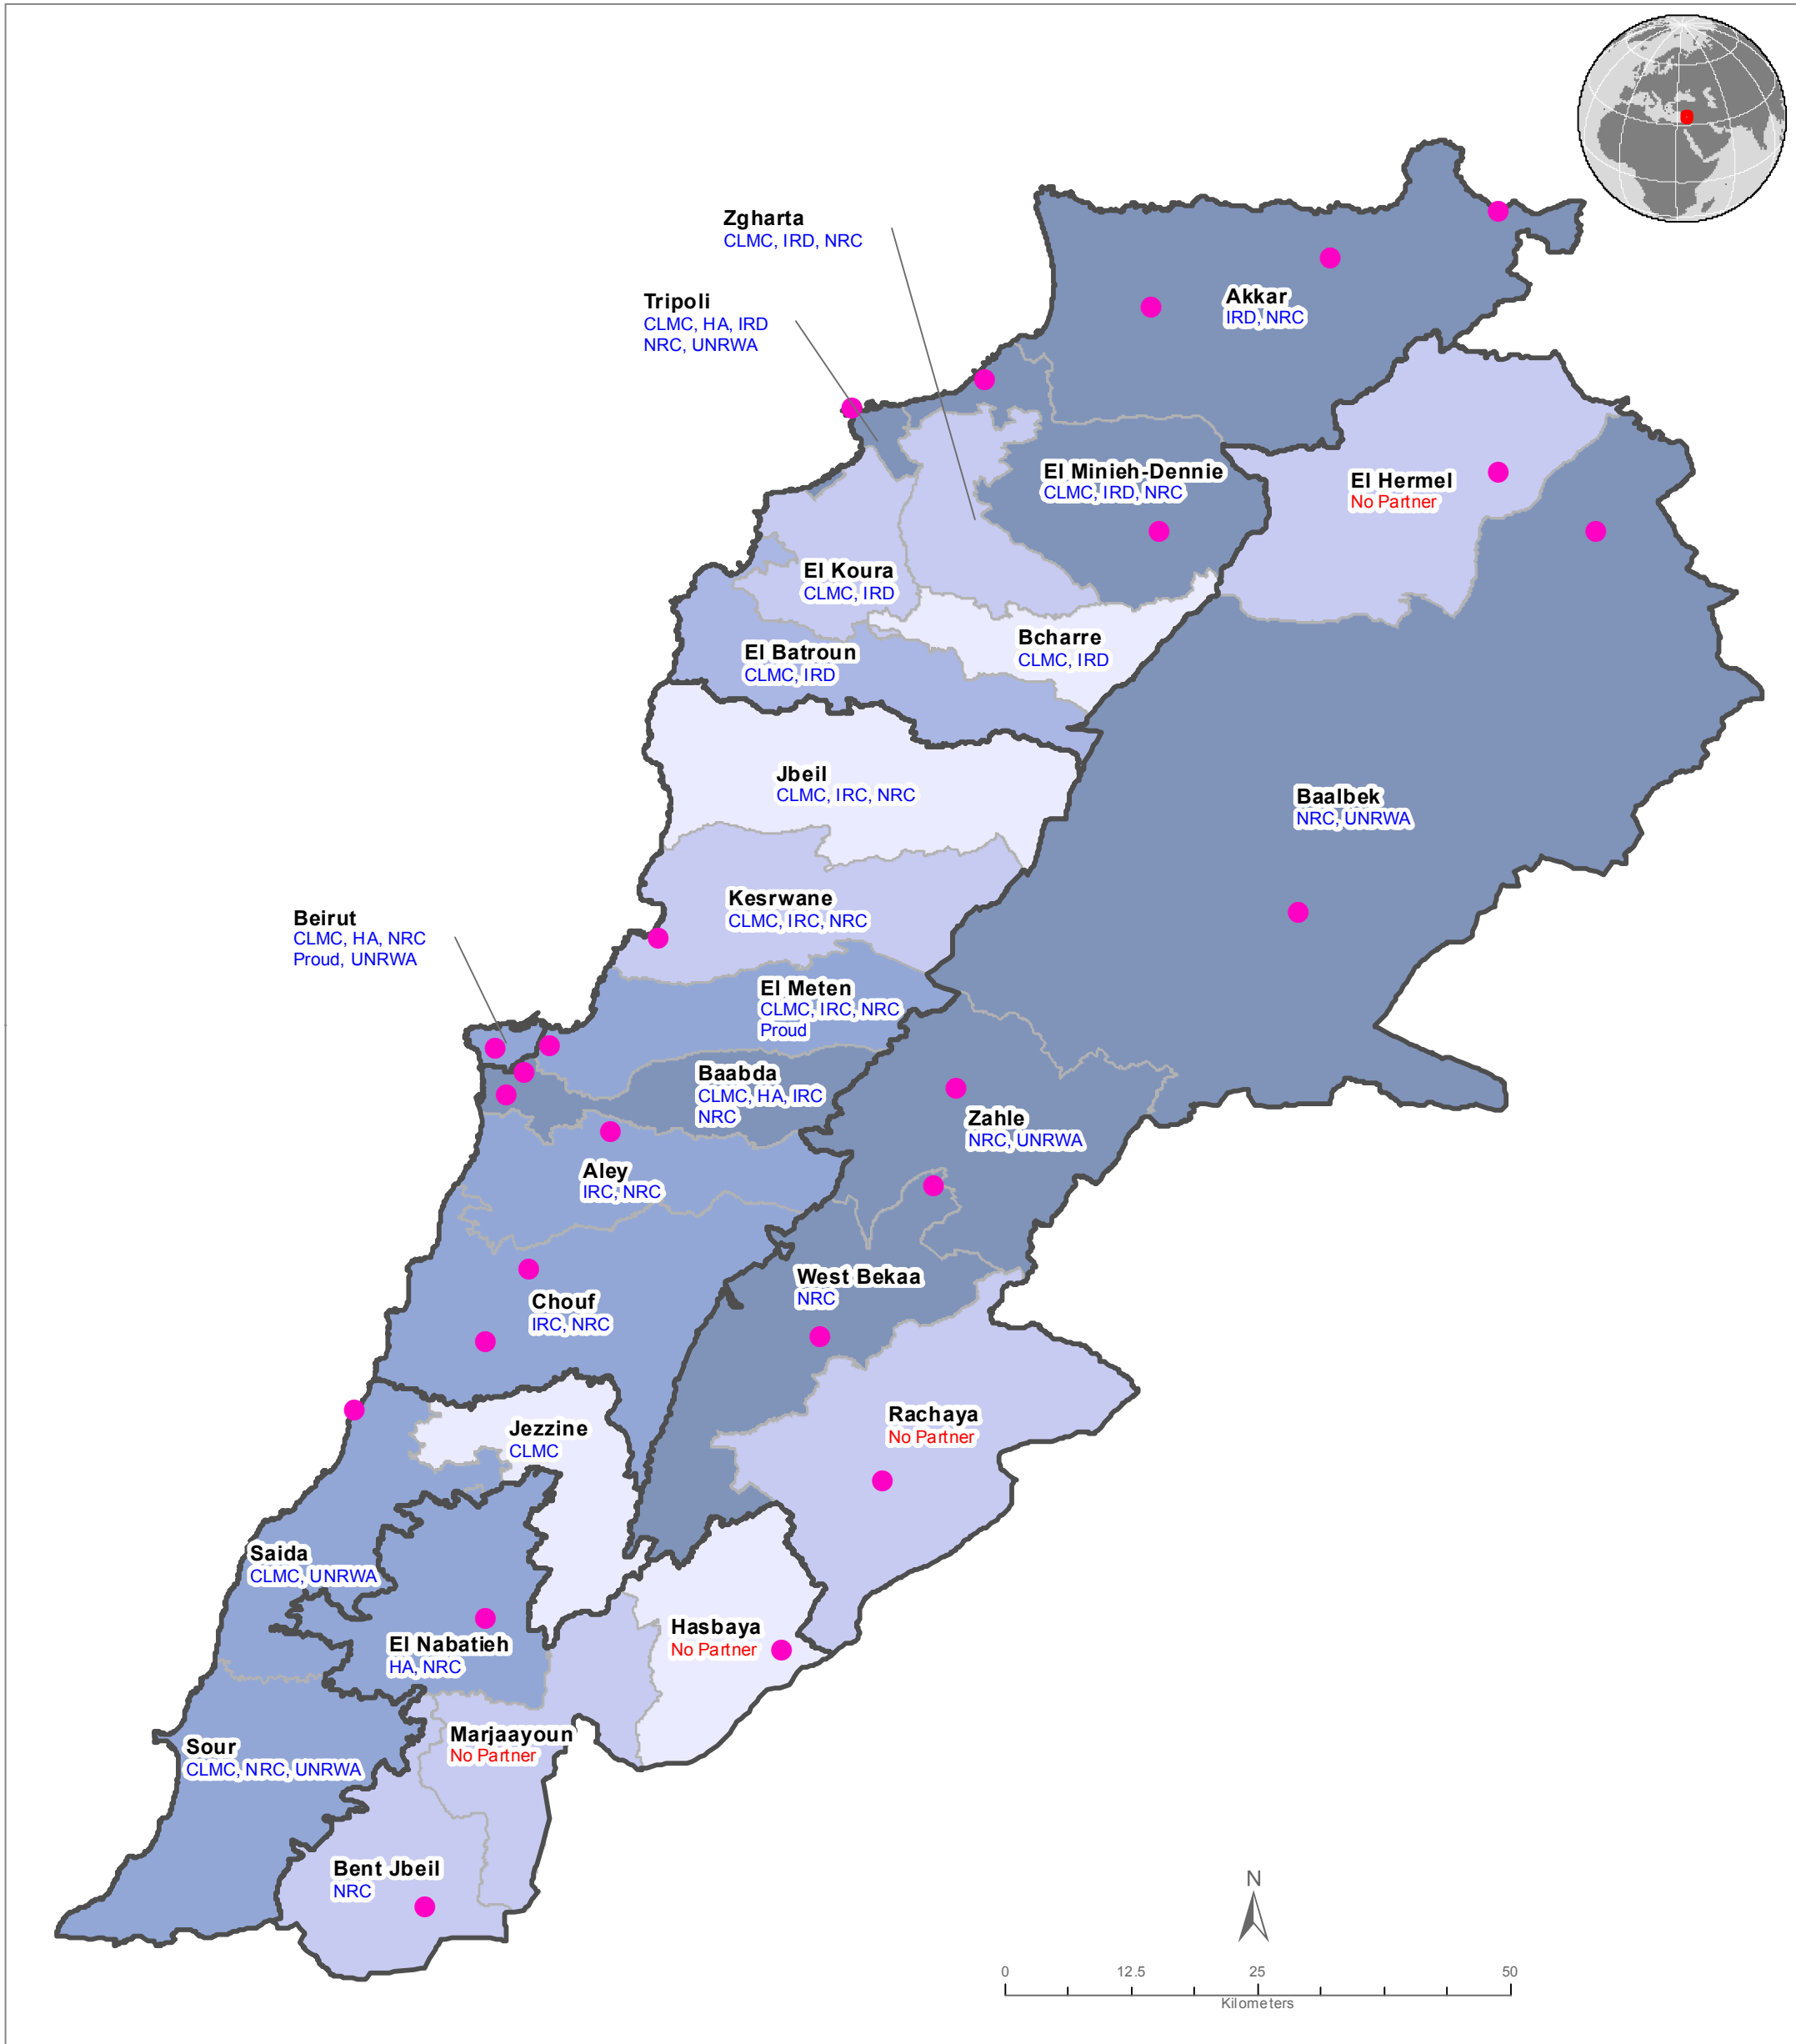 Zgharta
CLMC, IRD, NRC
Tripoli
CLMC, HA, IRD
NRC, UNRWA
Akkar
IRD, NRC
El Minieh-Dennie
CLMC, IRD, NRC
El Hermel
No Partner
El Koura
CLMC, IRD
Bcharre
CLMC, IRD
El Batroun
CLMC, IRD
Jbeil
CLMC, IRC, NRC
Baalbek
NRC, UNRWA
Kesrwane
CLMC, IRC, NRC
Beirut
CLMC, HA, NRC
Proud, UNRWA
El Meten
CLMC, IRC, NRC
Proud
Baabda
CLMC, HA, IRC
NRC
Zahle
NRC, UNRWA
Aley
IRC, NRC
West Bekaa
NRC
Chouf
IRC, NRC
Rachaya
No Partner
Jezzine
CLMC
Saida
CLMC, UNRWA
Hasbaya
No Partner
El Nabatieh
HA, NRC
Marjaayoun
No Partner
Sour
CLMC, NRC, UNRWA
Bent Jbeil
NRC
N
0 12.5 25 50
Kilometers